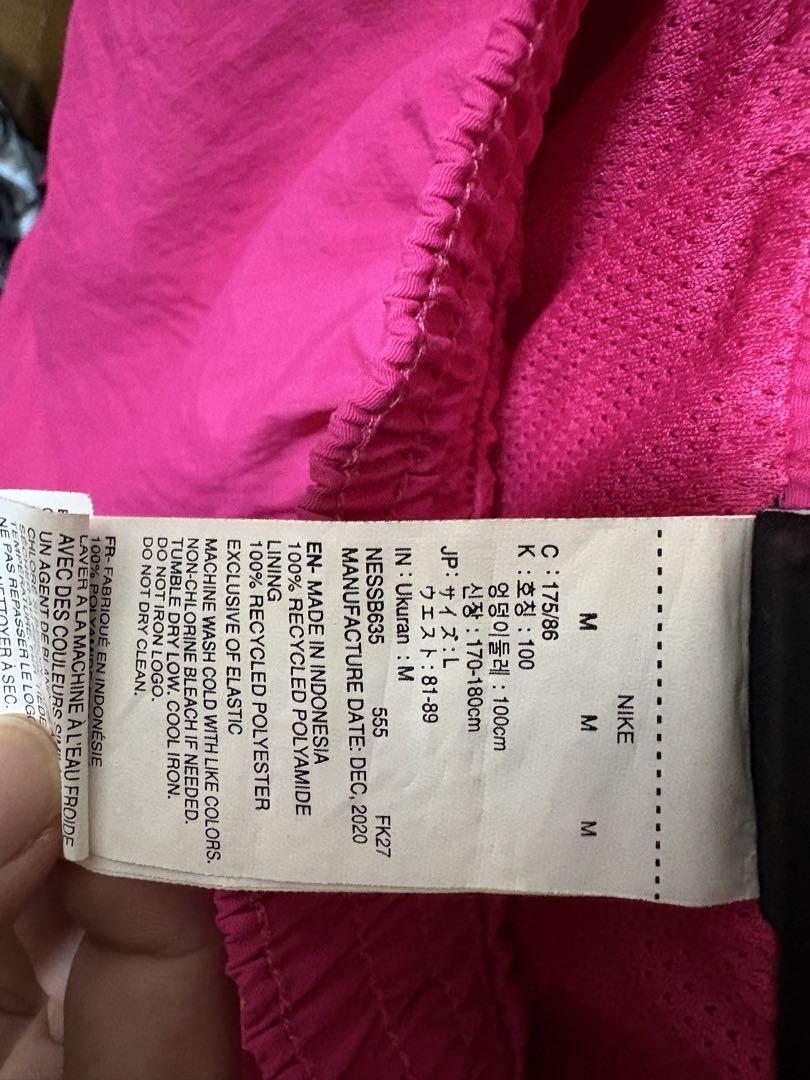 NIKE
M M M
C : 175/86
K : 호칭 : 100
엉덩이둘레 : 100cm
신장 : 170-180cm
JP : サイズ : L
ウエスト : 81-89
IN : Ukuran : M
NESSB635 555 FK27
MANUFACTURE DATE: DEC, 2020
EN- MADE IN INDONESIA
100% RECYCLED POLYAMIDE
LINING
100% RECYCLED POLYESTER
EXCLUSIVE OF ELASTIC
MACHINE WASH COLD WITH LIKE COLORS.
NON-CHLORINE BLEACH IF NEEDED.
TUMBLE DRY LOW. COOL IRON.
DO NOT IRON LOGO.
DO NOT DRY CLEAN.
FR- FABRIQUÉ EN INDONÉSIE
100% POLYAMIDE
LAVER À LA MACHINE À L'EAU FROIDE
AVEC DES COULEURS
UN AGENT DE
NE PAS REPASSER LE
NETTOYER À SEC.